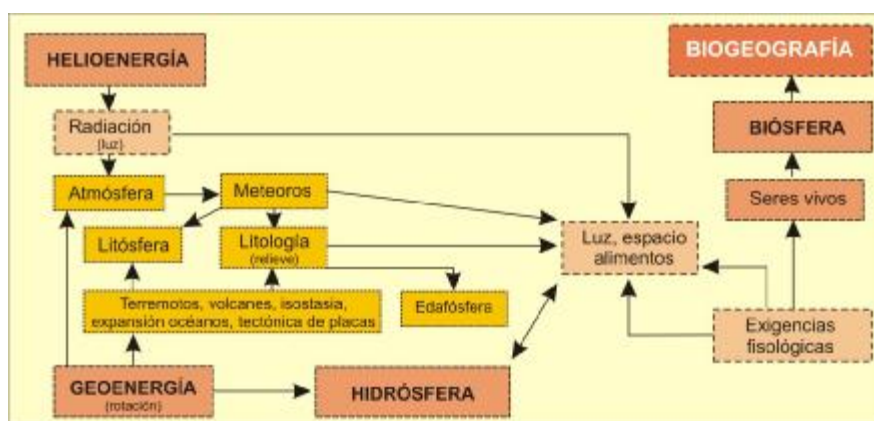 HELIOENERGÍA
BIOGEOGRAFÍA
Radiación
(luz)
BIÓSFERA
Atmósfera
Meteoros
Seres vivos
Litósfera
Litología
(relieve)
Luz, espacio
alimentos
Terremotos, volcanes, isostasia,
expansión océanos, tectónica de placas
Edafósfera
Exigencias
fisológicas
GEOENERGÍA
(rotación)
HIDRÓSFERA